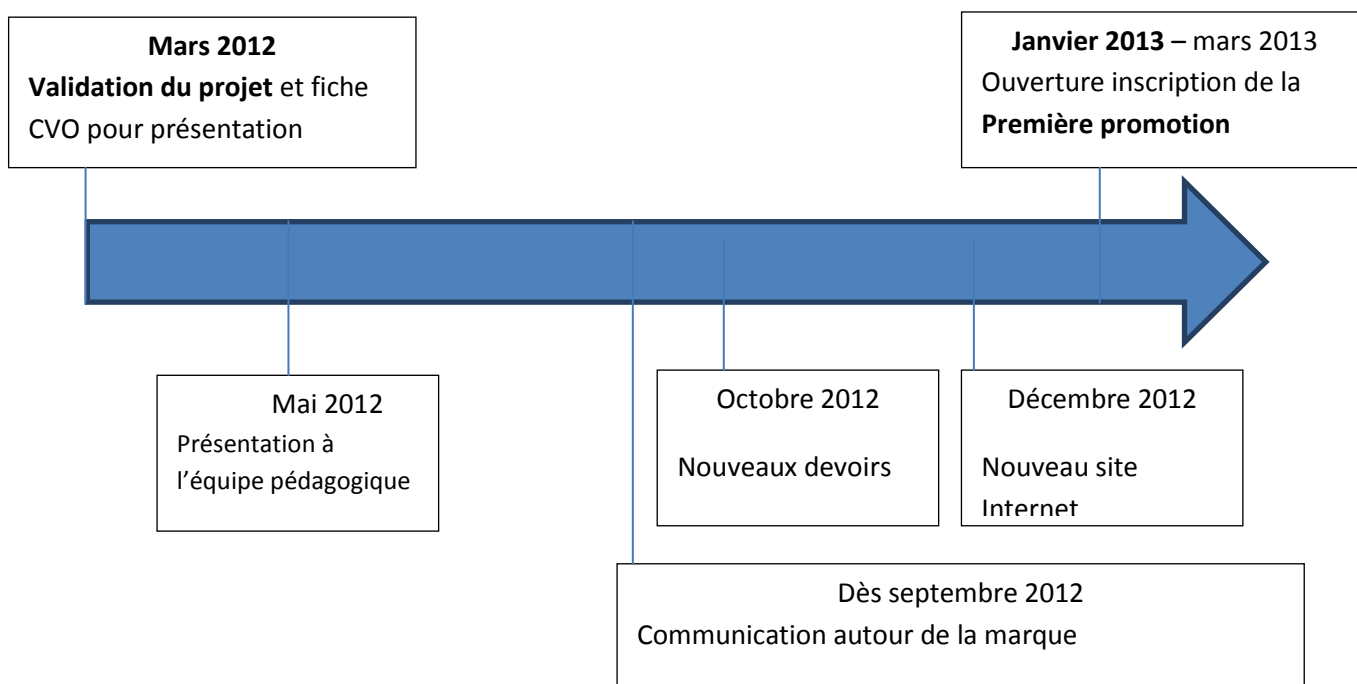 Mars 2012
Validation du projet et fiche
CVO pour présentation
Janvier 2013 – mars 2013
Ouverture inscription de la
Première promotion
Mai 2012
Présentation à
l’équipe pédagogique
Octobre 2012
Nouveaux devoirs
Décembre 2012
Nouveau site
Internet
Dès septembre 2012
Communication autour de la marque